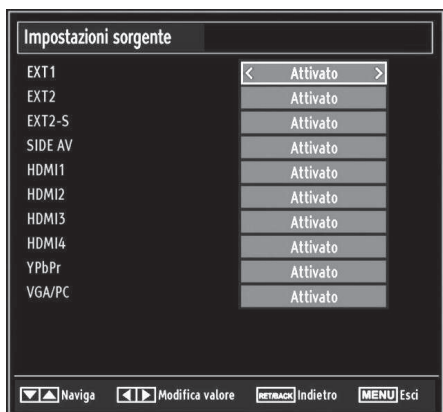 Impostazioni sorgente
EXT1 < Attivato >
EXT2 Attivato
EXT2-S Attivato
SIDE AV Attivato
HDMI1 Attivato
HDMI2 Attivato
HDMI3 Attivato
HDMI4 Attivato
YPbPr Attivato
VGA/PC Attivato
Naviga Modifica valore RET/BACK Indietro MENU Esci